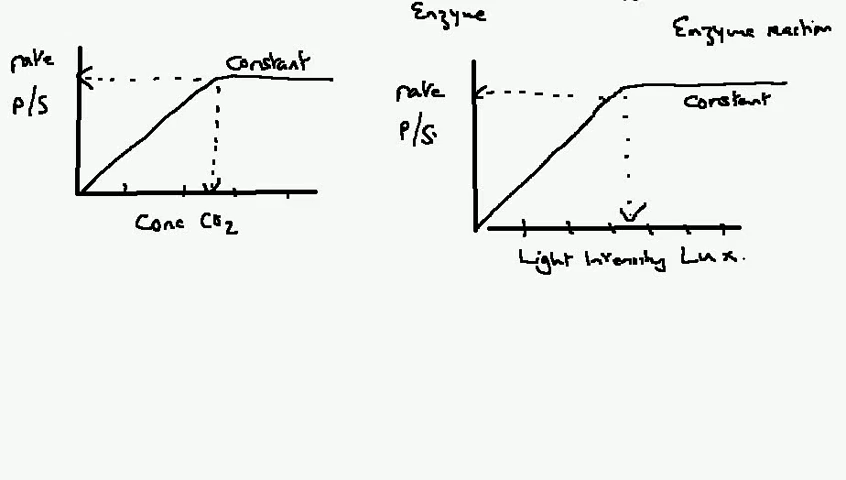 Enzyme
Enzyme reaction
rate
P/S
Constant
Conc CO2
rate
P/S.
Constant
Light Intensity Lux.